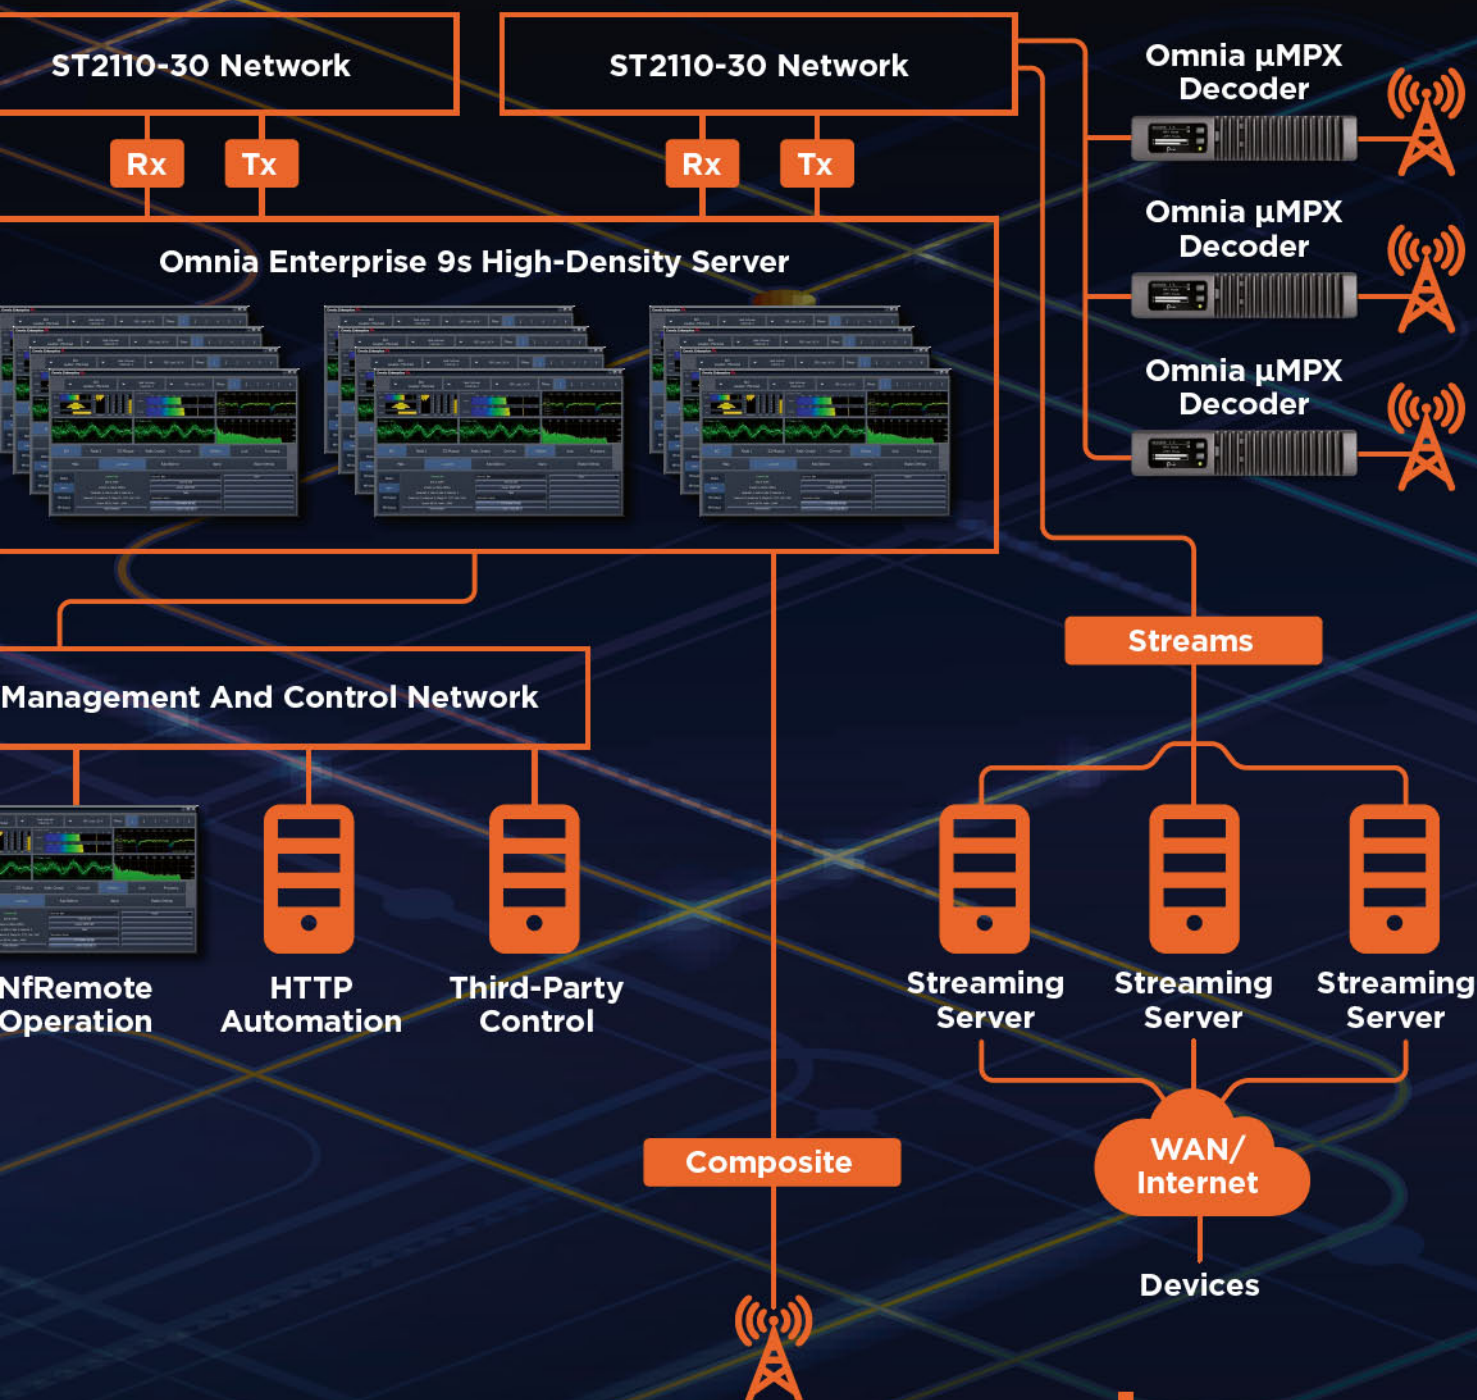 ST2110-30 Network
ST2110-30 Network
Rx
Tx
Rx
Tx
Omnia µMPX
Decoder
Omnia µMPX
Decoder
Omnia µMPX
Decoder
Omnia Enterprise 9s High-Density Server
Streams
Management And Control Network
NfRemote
Operation
HTTP
Automation
Third-Party
Control
Streaming
Server
Streaming
Server
Streaming
Server
Composite
WAN/
Internet
Devices